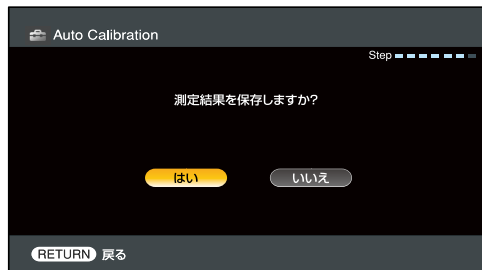 Auto Calibration
Step
測定結果を保存しますか?
はい いいえ
RETURN 戻る